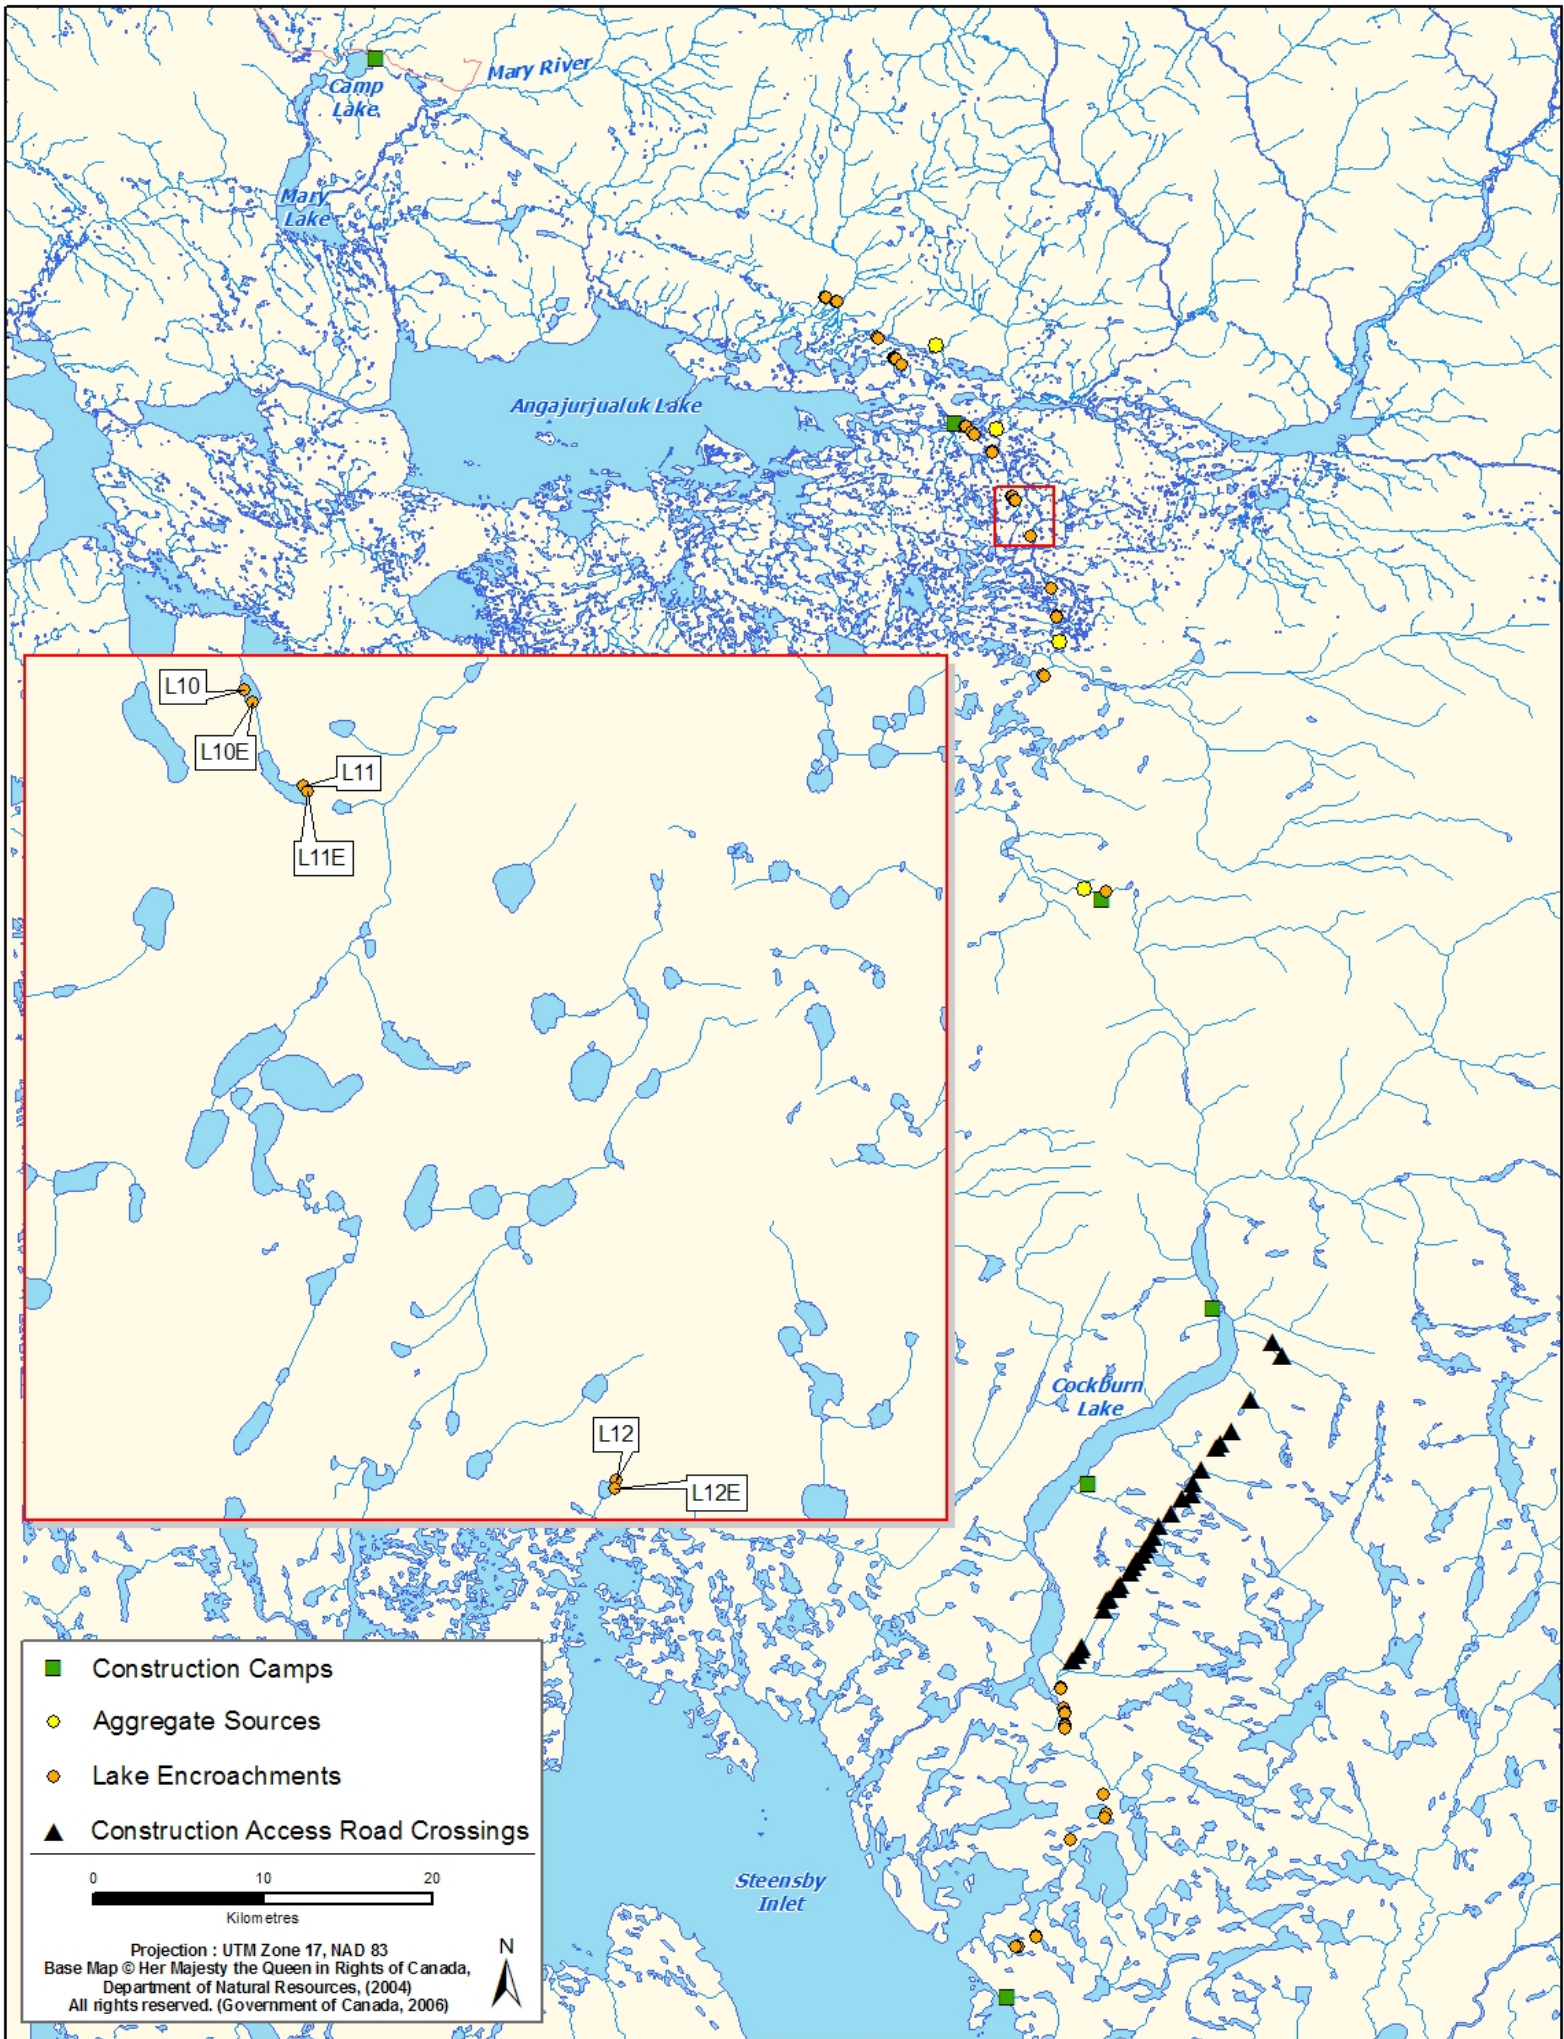 Mary River
Camp
Lake
Mary
Lake
Angajurjualuk Lake
L10
L10E
L11
L11E
L12
L12E
Cockburn
Lake
Steensby
Inlet
Construction Camps
Aggregate Sources
Lake Encroachments
Construction Access Road Crossings
0 10 20
Kilometres
Projection : UTM Zone 17, NAD 83
Base Map © Her Majesty the Queen in Rights of Canada,
Department of Natural Resources, (2004)
All rights reserved. (Government of Canada, 2006)
N